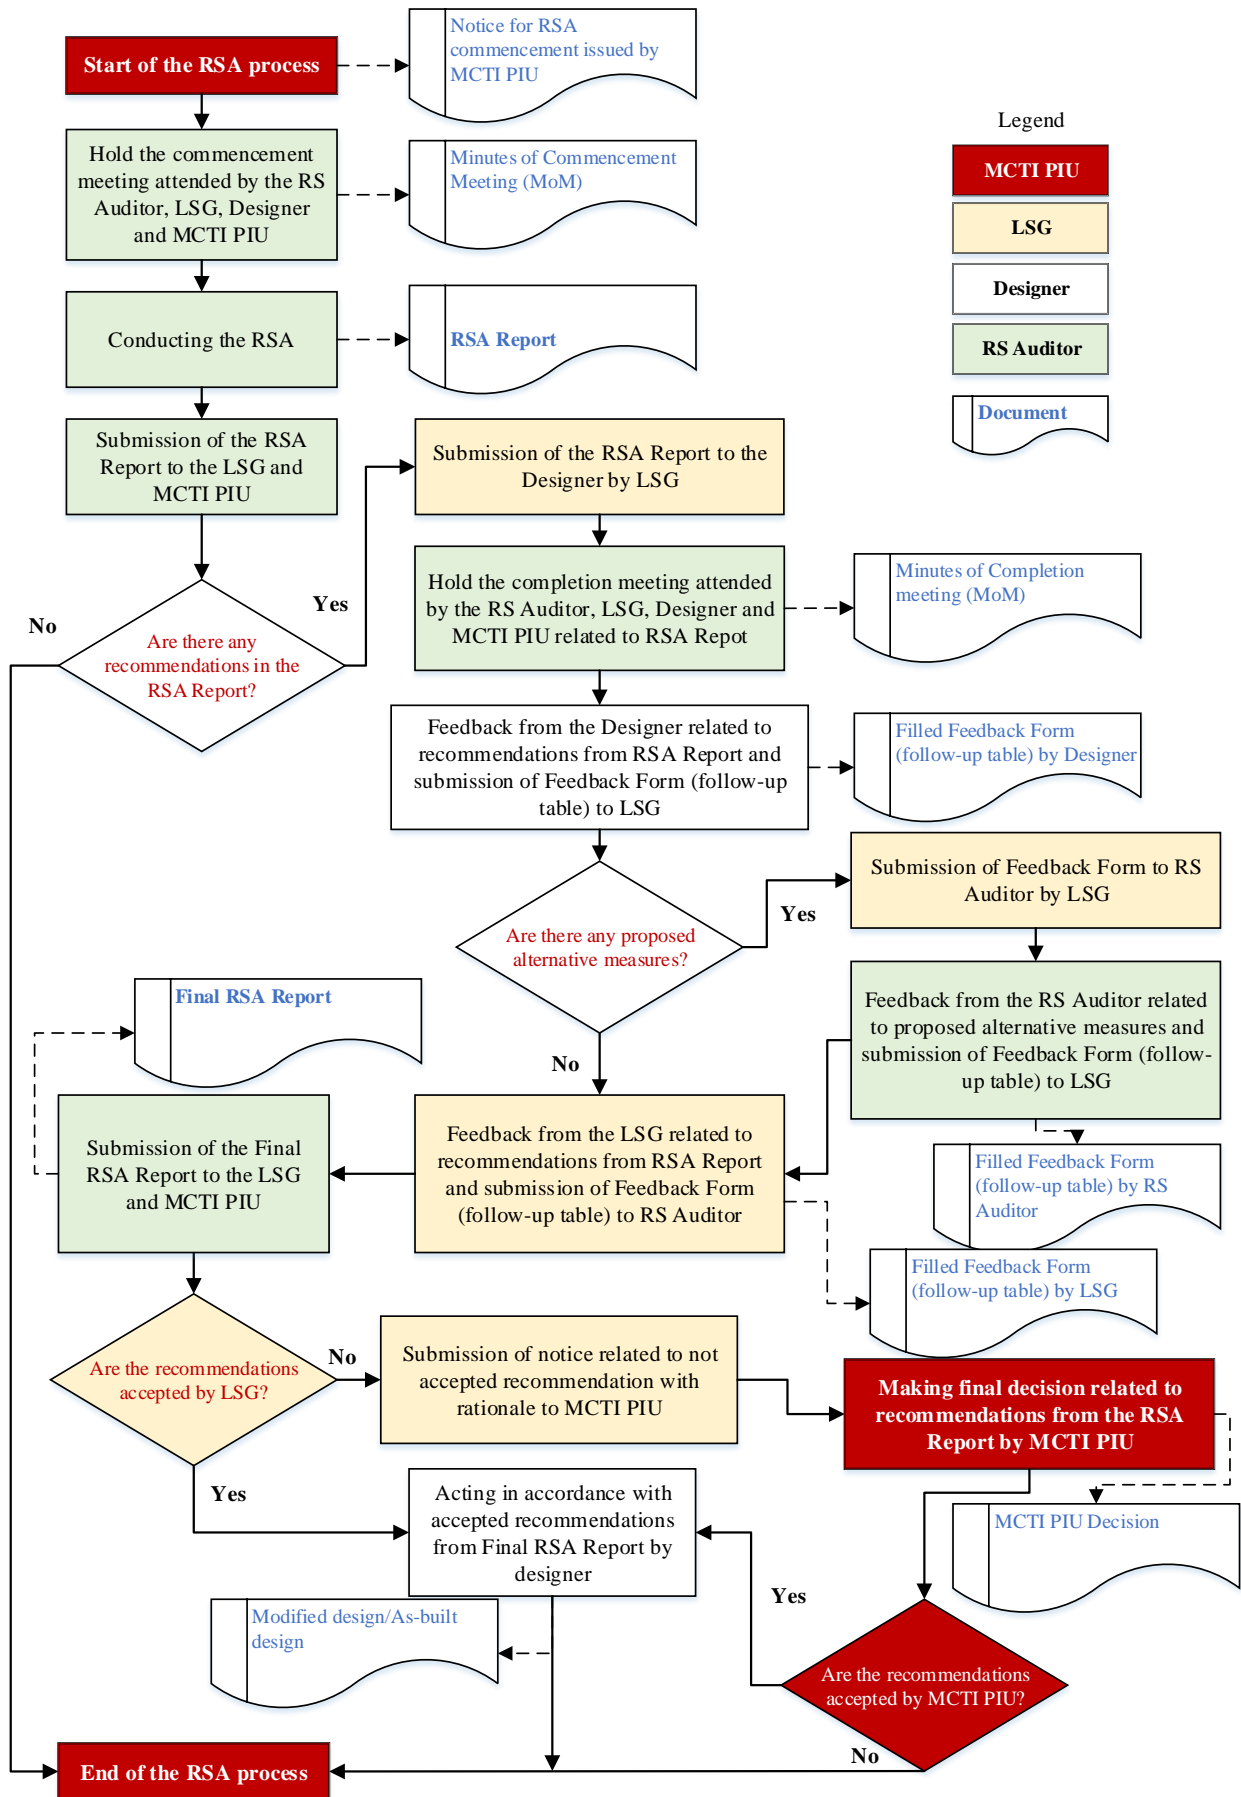 Start of the RSA process
Notice for RSA
commencement issued by
MCTI PIU
Legend
MCTI PIU
LSG
Designer
RS Auditor
Document
Hold the commencement
meeting attended by the RS
Auditor, LSG, Designer
and MCTI PIU
Minutes of Commencement
Meeting (MoM)
Conducting the RSA
RSA Report
Submission of the RSA
Report to the LSG and
MCTI PIU
Submission of the RSA Report to the
Designer by LSG
Hold the completion meeting attended
by the RS Auditor, LSG, Designer and
MCTI PIU related to RSA Repot
Minutes of Completion
meeting (MoM)
Yes
No
Are there any
recommendations in the
RSA Report?
Feedback from the Designer related to
recommendations from RSA Report and
submission of Feedback Form (follow-up
table) to LSG
Filled Feedback Form
(follow-up table) by Designer
Submission of Feedback Form to RS
Auditor by LSG
Yes
Are there any proposed
alternative measures?
No
Feedback from the RS Auditor related
to proposed alternative measures and
submission of Feedback Form (follow-
up table) to LSG
Final RSA Report
Submission of the Final
RSA Report to the LSG
and MCTI PIU
Feedback from the LSG related to
recommendations from RSA Report
and submission of Feedback Form
(follow-up table) to RS Auditor
Filled Feedback Form
(follow-up table) by RS
Auditor
Filled Feedback Form
(follow-up table) by LSG
Are the recommendations
accepted by LSG?
No
Submission of notice related to not
accepted recommendation with
rationale to MCTI PIU
Making final decision related to
recommendations from the RSA
Report by MCTI PIU
Yes
Acting in accordance with
accepted recommendations
from Final RSA Report by
designer
MCTI PIU Decision
Yes
Modified design/As-built
design
Are the recommendations
accepted by MCTI PIU?
No
End of the RSA process